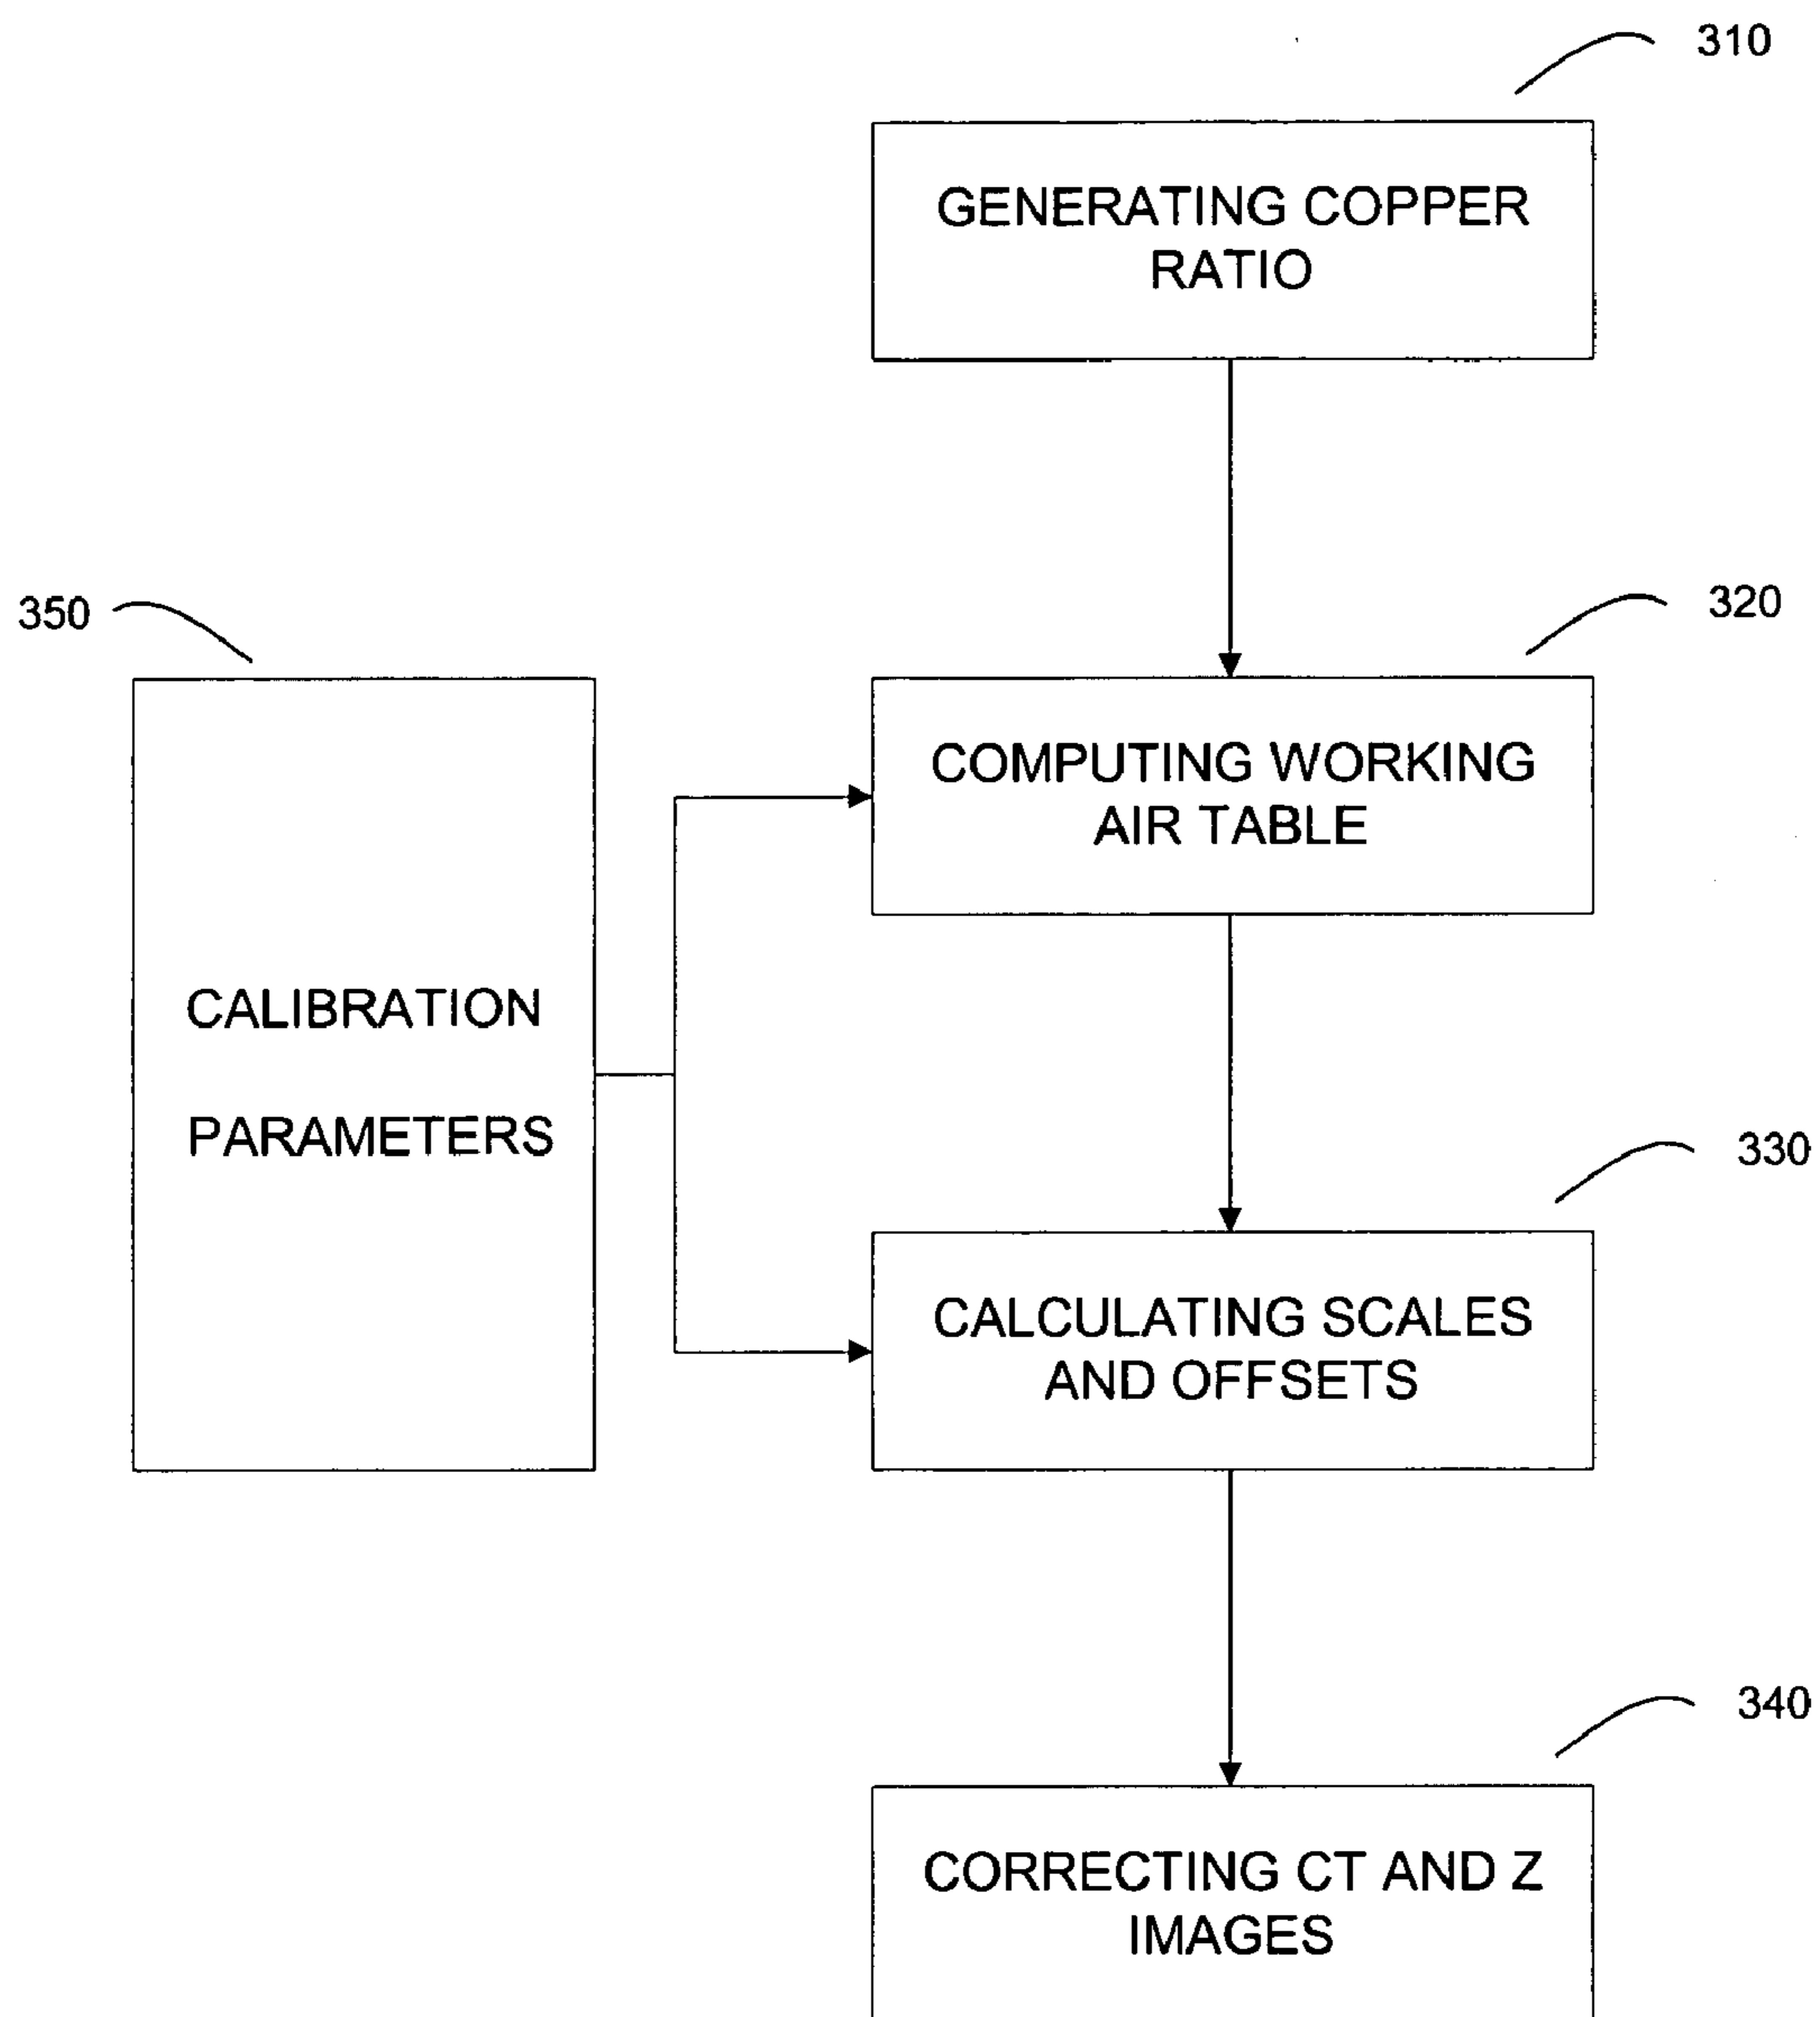 310
GENERATING COPPER
RATIO
350
320
COMPUTING WORKING
AIR TABLE
CALIBRATION
PARAMETERS
330
CALCULATING SCALES
AND OFFSETS
340
CORRECTING CT AND Z
IMAGES